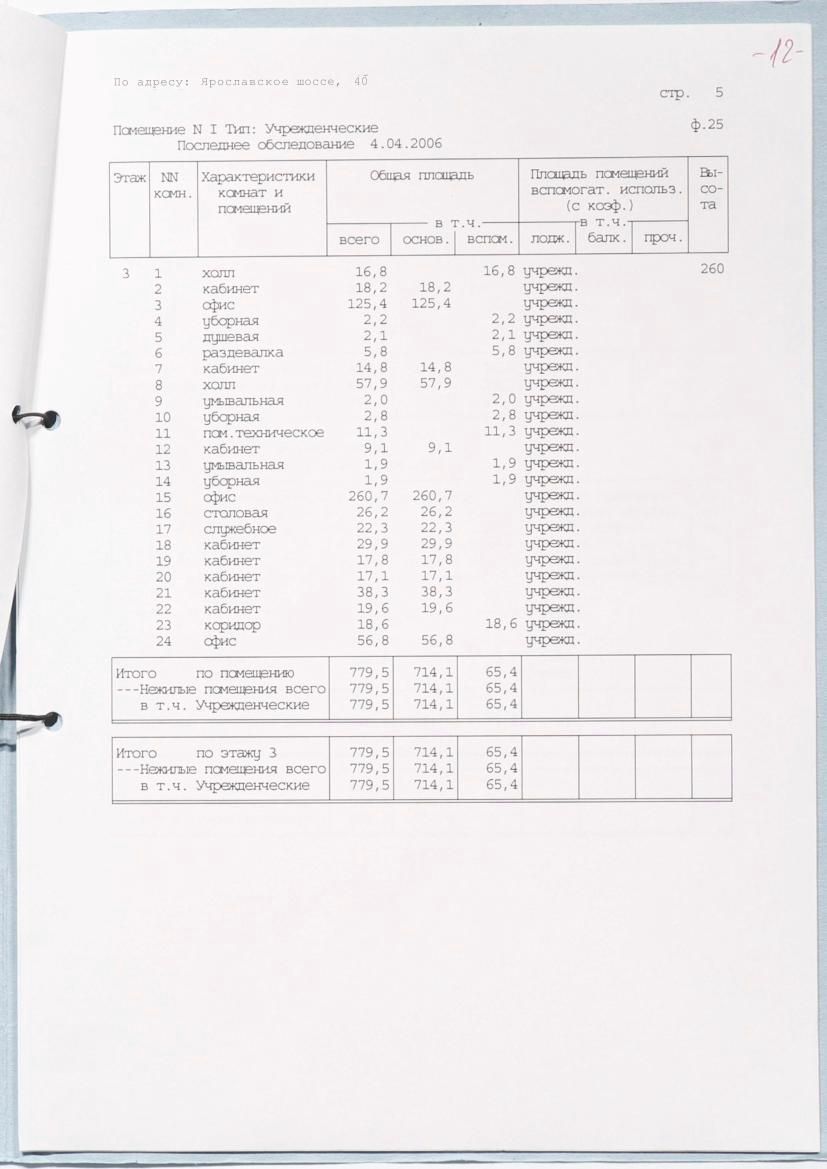 -12-
По адресу: Ярославское шоссе, 4б
стр. 5
Помещение N I Тип: Учрежденческие ф.25
Последнее обследование 4.04.2006
Этаж NN Характеристики Общая площадь Площадь помещений Вы-
комн. комнат и вспомогат. использ. со-
помещений (с коэф.) та
в т.ч. в т.ч.
всего основ. вспом. лодж. балк. проч.
3 1 холл 16,8 16,8 учрежд. 260
2 кабинет 18,2 18,2 учрежд.
3 офис 125,4 125,4 учрежд.
4 уборная 2,2 2,2 учрежд.
5 душевая 2,1 2,1 учрежд.
6 раздевалка 5,8 5,8 учрежд.
7 кабинет 14,8 14,8 учрежд.
8 холл 57,9 57,9 учрежд.
9 умывальная 2,0 2,0 учрежд.
10 уборная 2,8 2,8 учрежд.
11 пом.техническое 11,3 11,3 учрежд.
12 кабинет 9,1 9,1 учрежд.
13 умывальная 1,9 1,9 учрежд.
14 уборная 1,9 1,9 учрежд.
15 офис 260,7 260,7 учрежд.
16 столовая 26,2 26,2 учрежд.
17 служебное 22,3 22,3 учрежд.
18 кабинет 29,9 29,9 учрежд.
19 кабинет 17,8 17,8 учрежд.
20 кабинет 17,1 17,1 учрежд.
21 кабинет 38,3 38,3 учрежд.
22 кабинет 19,6 19,6 учрежд.
23 коридор 18,6 18,6 учрежд.
24 офис 56,8 56,8 учрежд.
Итого по помещению 779,5 714,1 65,4
---Нежилые помещения всего 779,5 714,1 65,4
в т.ч. Учрежденческие 779,5 714,1 65,4
Итого по этажу 3 779,5 714,1 65,4
---Нежилые помещения всего 779,5 714,1 65,4
в т.ч. Учрежденческие 779,5 714,1 65,4